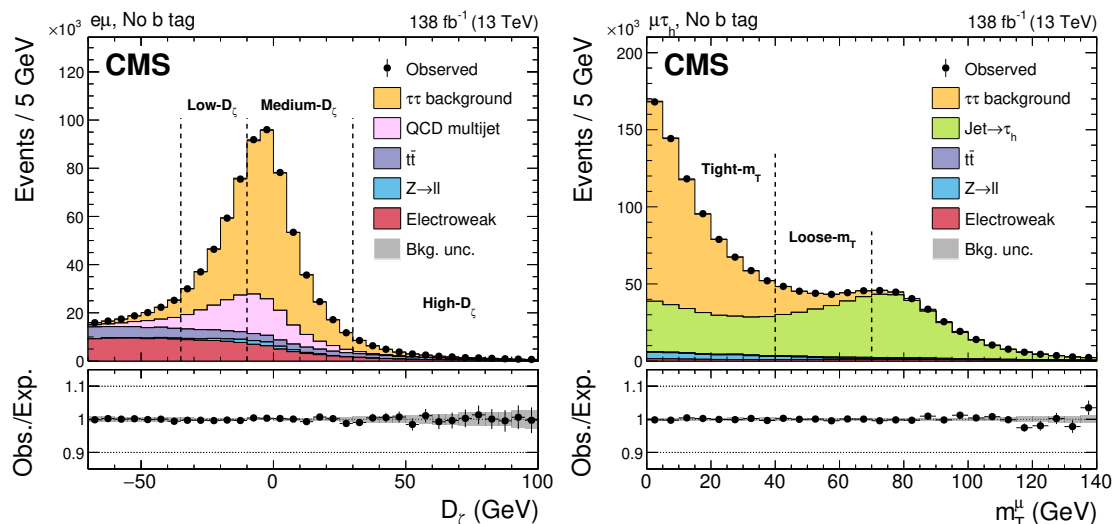 eμ, No b tag
138 fb⁻¹ (13 TeV)
×10³
CMS
Observed
ττ background
QCD multijet
tt̄
Z→ll
Electroweak
Bkg. unc.
Low-D_ζ
Medium-D_ζ
High-D_ζ
Events / 5 GeV
120
100
80
60
40
20
0
Obs./Exp.
1.1
1
0.9
−50 0 50 100
D_ζ (GeV)
μτ_h, No b tag
138 fb⁻¹ (13 TeV)
×10³
CMS
Observed
ττ background
Jet→τ_h
tt̄
Z→ll
Electroweak
Bkg. unc.
Tight-m_T
Loose-m_T
Events / 5 GeV
200
150
100
50
0
Obs./Exp.
1.1
1
0.9
0 20 40 60 80 100 120 140
m_T^μ (GeV)